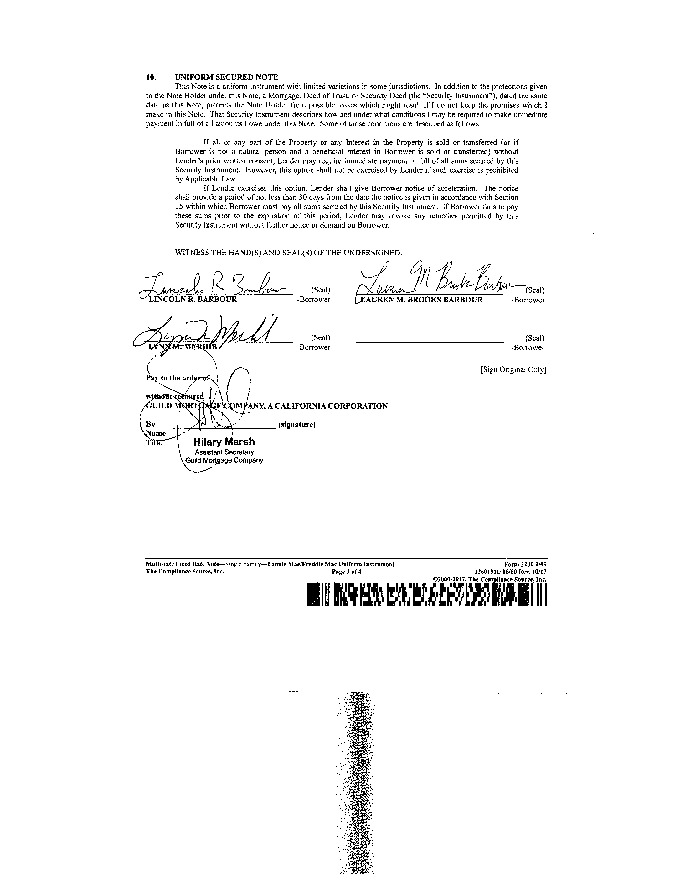 10. UNIFORM SECURED NOTE
This Note is a uniform instrument with limited variations in some jurisdictions. In addition to the protections given
to the Note Holder under this Note, a Mortgage, Deed of Trust, or Security Deed (the "Security Instrument"), dated the same
date as this Note, protects the Note Holder from possible losses which might result if I do not keep the promises which I
make in this Note. That Security Instrument describes how and under what conditions I may be required to make immediate
payment in full of all amounts I owe under this Note. Some of those conditions are described as follows:
If all or any part of the Property or any Interest in the Property is sold or transferred (or if
Borrower is not a natural person and a beneficial interest in Borrower is sold or transferred) without
Lender's prior written consent, Lender may require immediate payment in full of all sums secured by this
Security Instrument. However, this option shall not be exercised by Lender if such exercise is prohibited
by Applicable Law.
If Lender exercises this option, Lender shall give Borrower notice of acceleration. The notice
shall provide a period of not less than 30 days from the date the notice is given in accordance with Section
15 within which Borrower must pay all sums secured by this Security Instrument. If Borrower fails to pay
these sums prior to the expiration of this period, Lender may invoke any remedies permitted by this
Security Instrument without further notice or demand on Borrower.
WITNESS THE HAND(S) AND SEAL(S) OF THE UNDERSIGNED.
(Seal) (Seal)
LINCOLN R. BARBOUR -Borrower LAUREN M. BROOKS BARBOUR -Borrower
(Seal) (Seal)
LYNN M. -Borrower -Borrower
[Sign Original Only]
Pay to the order of
without recourse
GUILD MORTGAGE COMPANY, A CALIFORNIA CORPORATION
By (signature)
Name
Title
Hilary Marsh
Assistant Secretary
Guild Mortgage Company
Multistate Fixed Rate Note—Single Family—Fannie Mae/Freddie Mac Uniform Instrument Form 3200
The Compliance Source, Inc. Page
The Compliance Source, Inc.